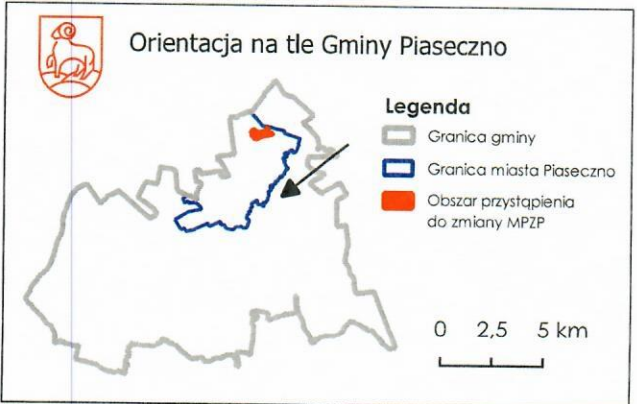 Orientacja na tle Gminy Piaseczno
Legenda
Granica gminy
Granica miasta Piaseczno
Obszar przystąpienia
do zmiany MPZP
0 2,5 5 km